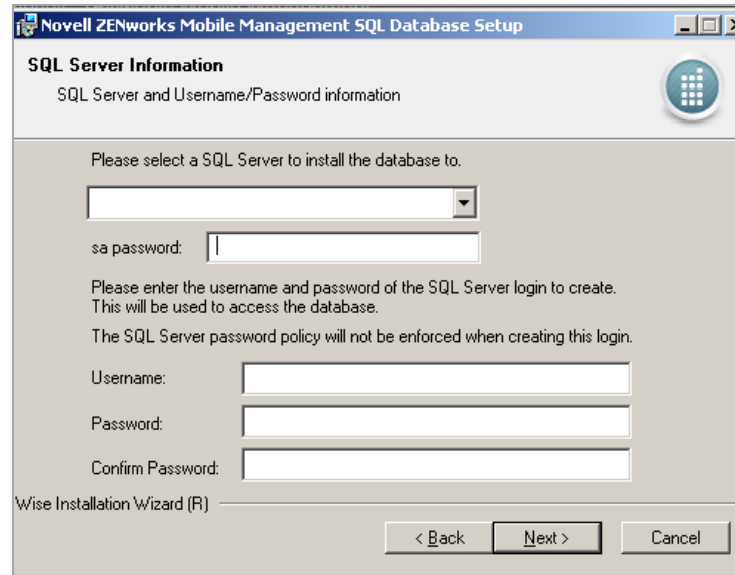 Novell ZENworks Mobile Management SQL Database Setup
SQL Server Information
SQL Server and Username/Password information
Please select a SQL Server to install the database to.
sa password:
Please enter the username and password of the SQL Server login to create.
This will be used to access the database.
The SQL Server password policy will not be enforced when creating this login.
Username:
Password:
Confirm Password:
Wise Installation Wizard (R)
< Back
Next >
Cancel